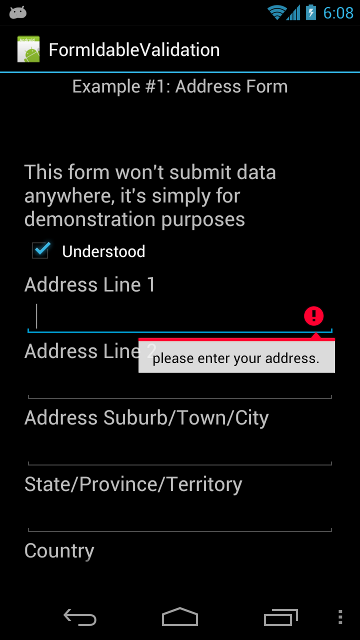 6:08
FormIdableValidation
Example #1: Address Form
This form won't submit data
anywhere, it's simply for
demonstration purposes
Understood
Address Line 1
Address Line 2
please enter your address.
Address Suburb/Town/City
State/Province/Territory
Country